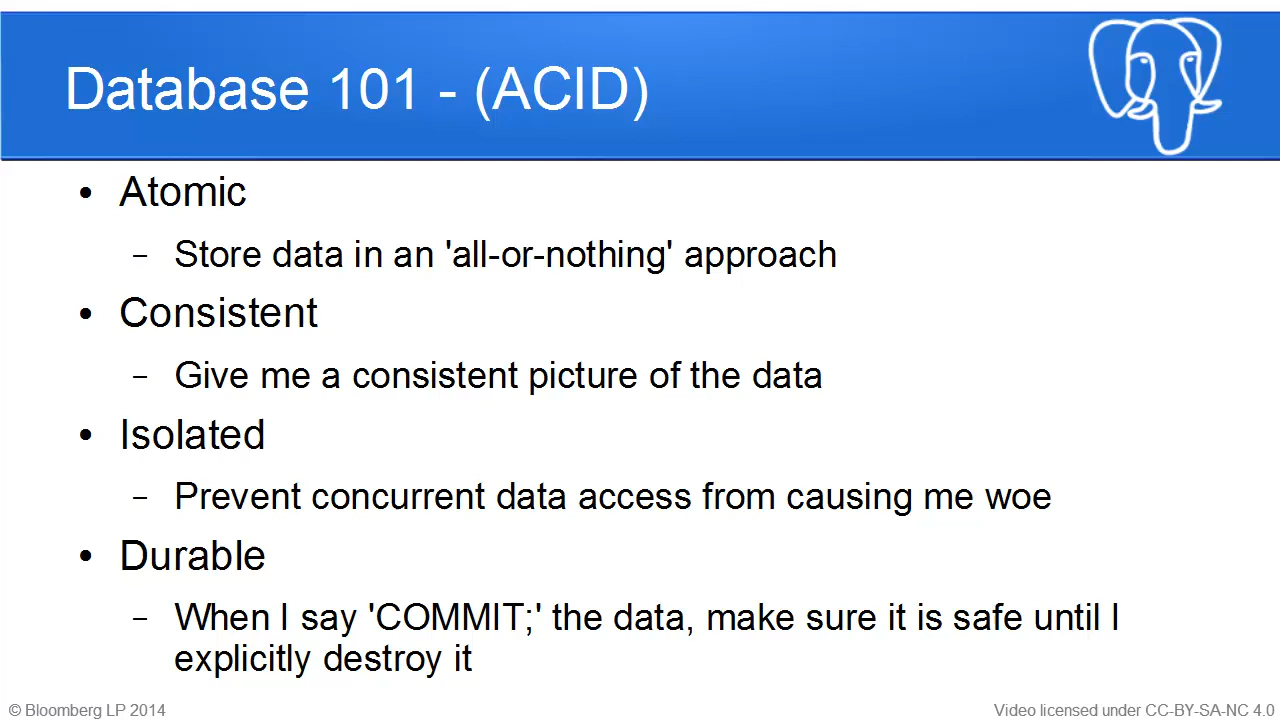 Database 101 - (ACID)
• Atomic
– Store data in an 'all-or-nothing' approach
• Consistent
– Give me a consistent picture of the data
• Isolated
– Prevent concurrent data access from causing me woe
• Durable
– When I say 'COMMIT;' the data, make sure it is safe until I
explicitly destroy it
© Bloomberg LP 2014
Video licensed under CC-BY-SA-NC 4.0